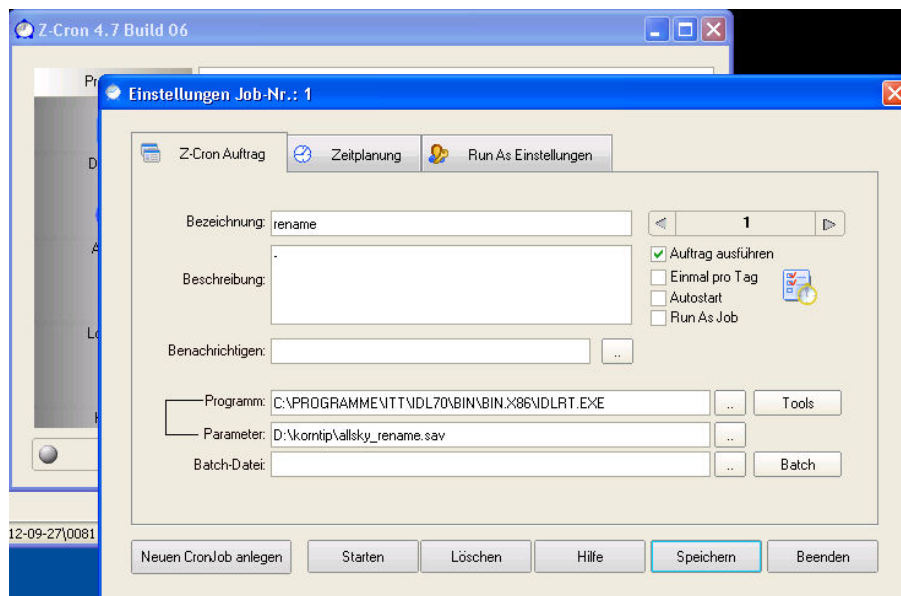 Z-Cron 4.7 Build 06
Pr
Einstellungen Job-Nr.: 1
Z-Cron Auftrag
Zeitplanung
Run As Einstellungen
D
Bezeichnung: rename
1
A
Beschreibung: -
Auftrag ausführen
Einmal pro Tag
Autostart
Run As Job
Lo
Benachrichtigen:
..
Programm: C:\PROGRAMME\ITT\IDL70\BIN\BIN.X86\IDLRT.EXE
..
Tools
Parameter: D:\korntip\allsky_rename.sav
..
Batch-Datei:
..
Batch
12-09-27\0081
Neuen CronJob anlegen
Starten
Löschen
Hilfe
Speichern
Beenden